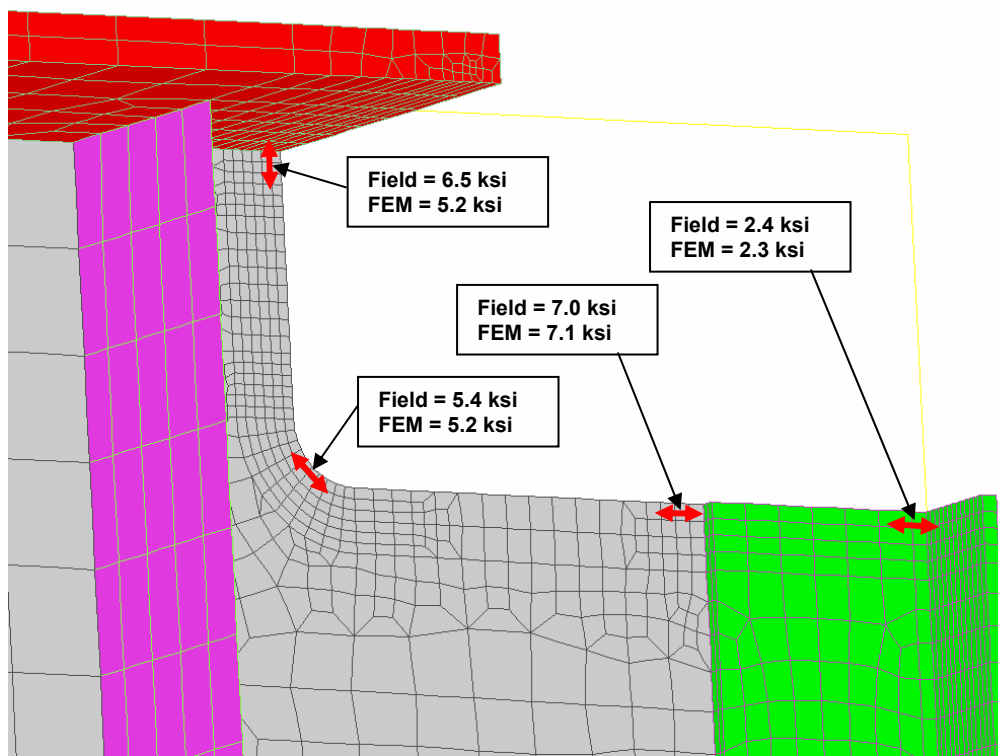 Field = 6.5 ksi
FEM = 5.2 ksi
Field = 2.4 ksi
FEM = 2.3 ksi
Field = 7.0 ksi
FEM = 7.1 ksi
Field = 5.4 ksi
FEM = 5.2 ksi